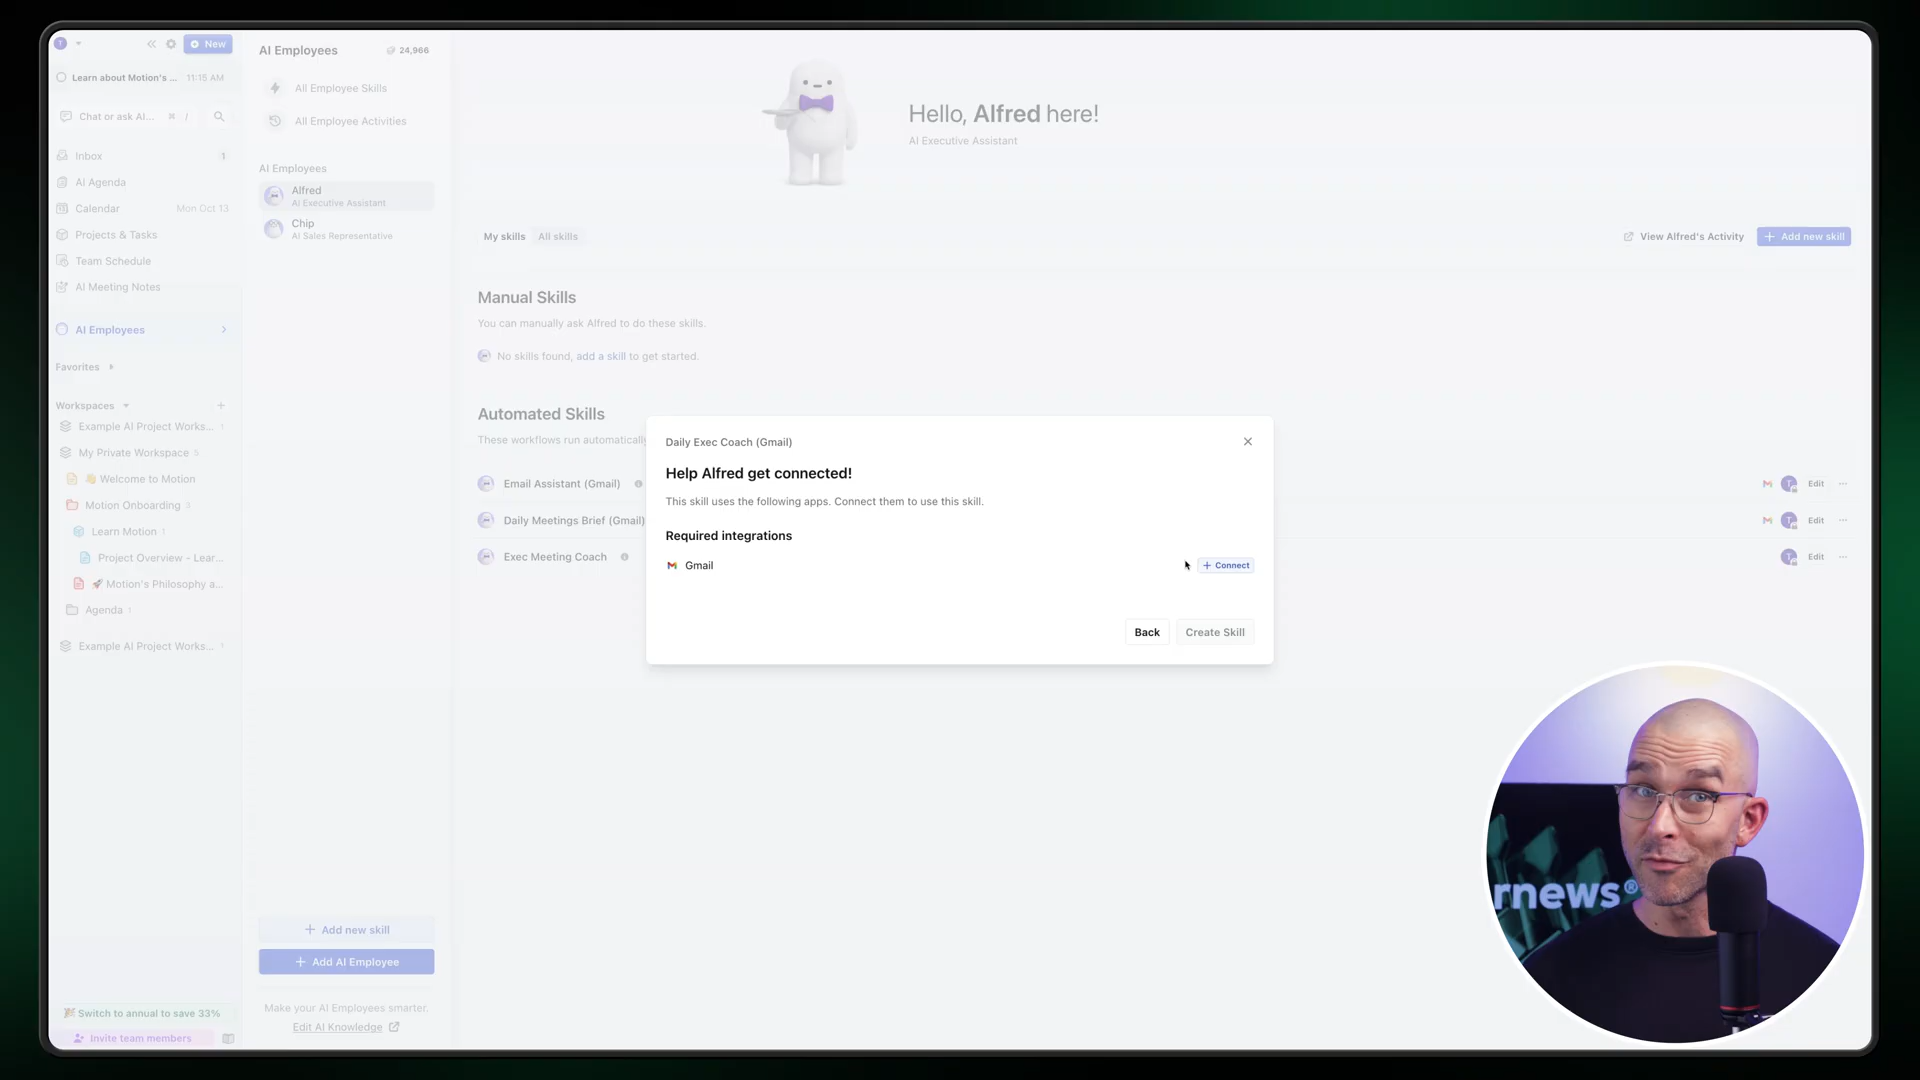 New
Learn about Motion's ... 11:15 AM
Chat or ask AI... ⌘ /
Inbox 1
AI Agenda
Calendar Mon Oct 13
Projects & Tasks
Team Schedule
AI Meeting Notes
AI Employees
Favorites
Workspaces
Example AI Project Works... 1
My Private Workspace 5
👋 Welcome to Motion
Motion Onboarding 3
Learn Motion 1
Project Overview - Lear...
🚀 Motion's Philosophy a...
Agenda 1
Example AI Project Works... 1
Switch to annual to save 33%
Invite team members
AI Employees 24,966
All Employee Skills
All Employee Activities
AI Employees
Alfred
AI Executive Assistant
Chip
AI Sales Representative
+ Add new skill
+ Add AI Employee
Make your AI Employees smarter.
Edit AI Knowledge
Hello, Alfred here!
AI Executive Assistant
My skills All skills
View Alfred's Activity + Add new skill
Manual Skills
You can manually ask Alfred to do these skills.
No skills found, add a skill to get started.
Automated Skills
These workflows run automatically
Email Assistant (Gmail) T Edit ...
Daily Meetings Brief (Gmail) T Edit ...
Exec Meeting Coach T Edit ...
Daily Exec Coach (Gmail)
Help Alfred get connected!
This skill uses the following apps. Connect them to use this skill.
Required integrations
Gmail + Connect
Back Create Skill
rnews®